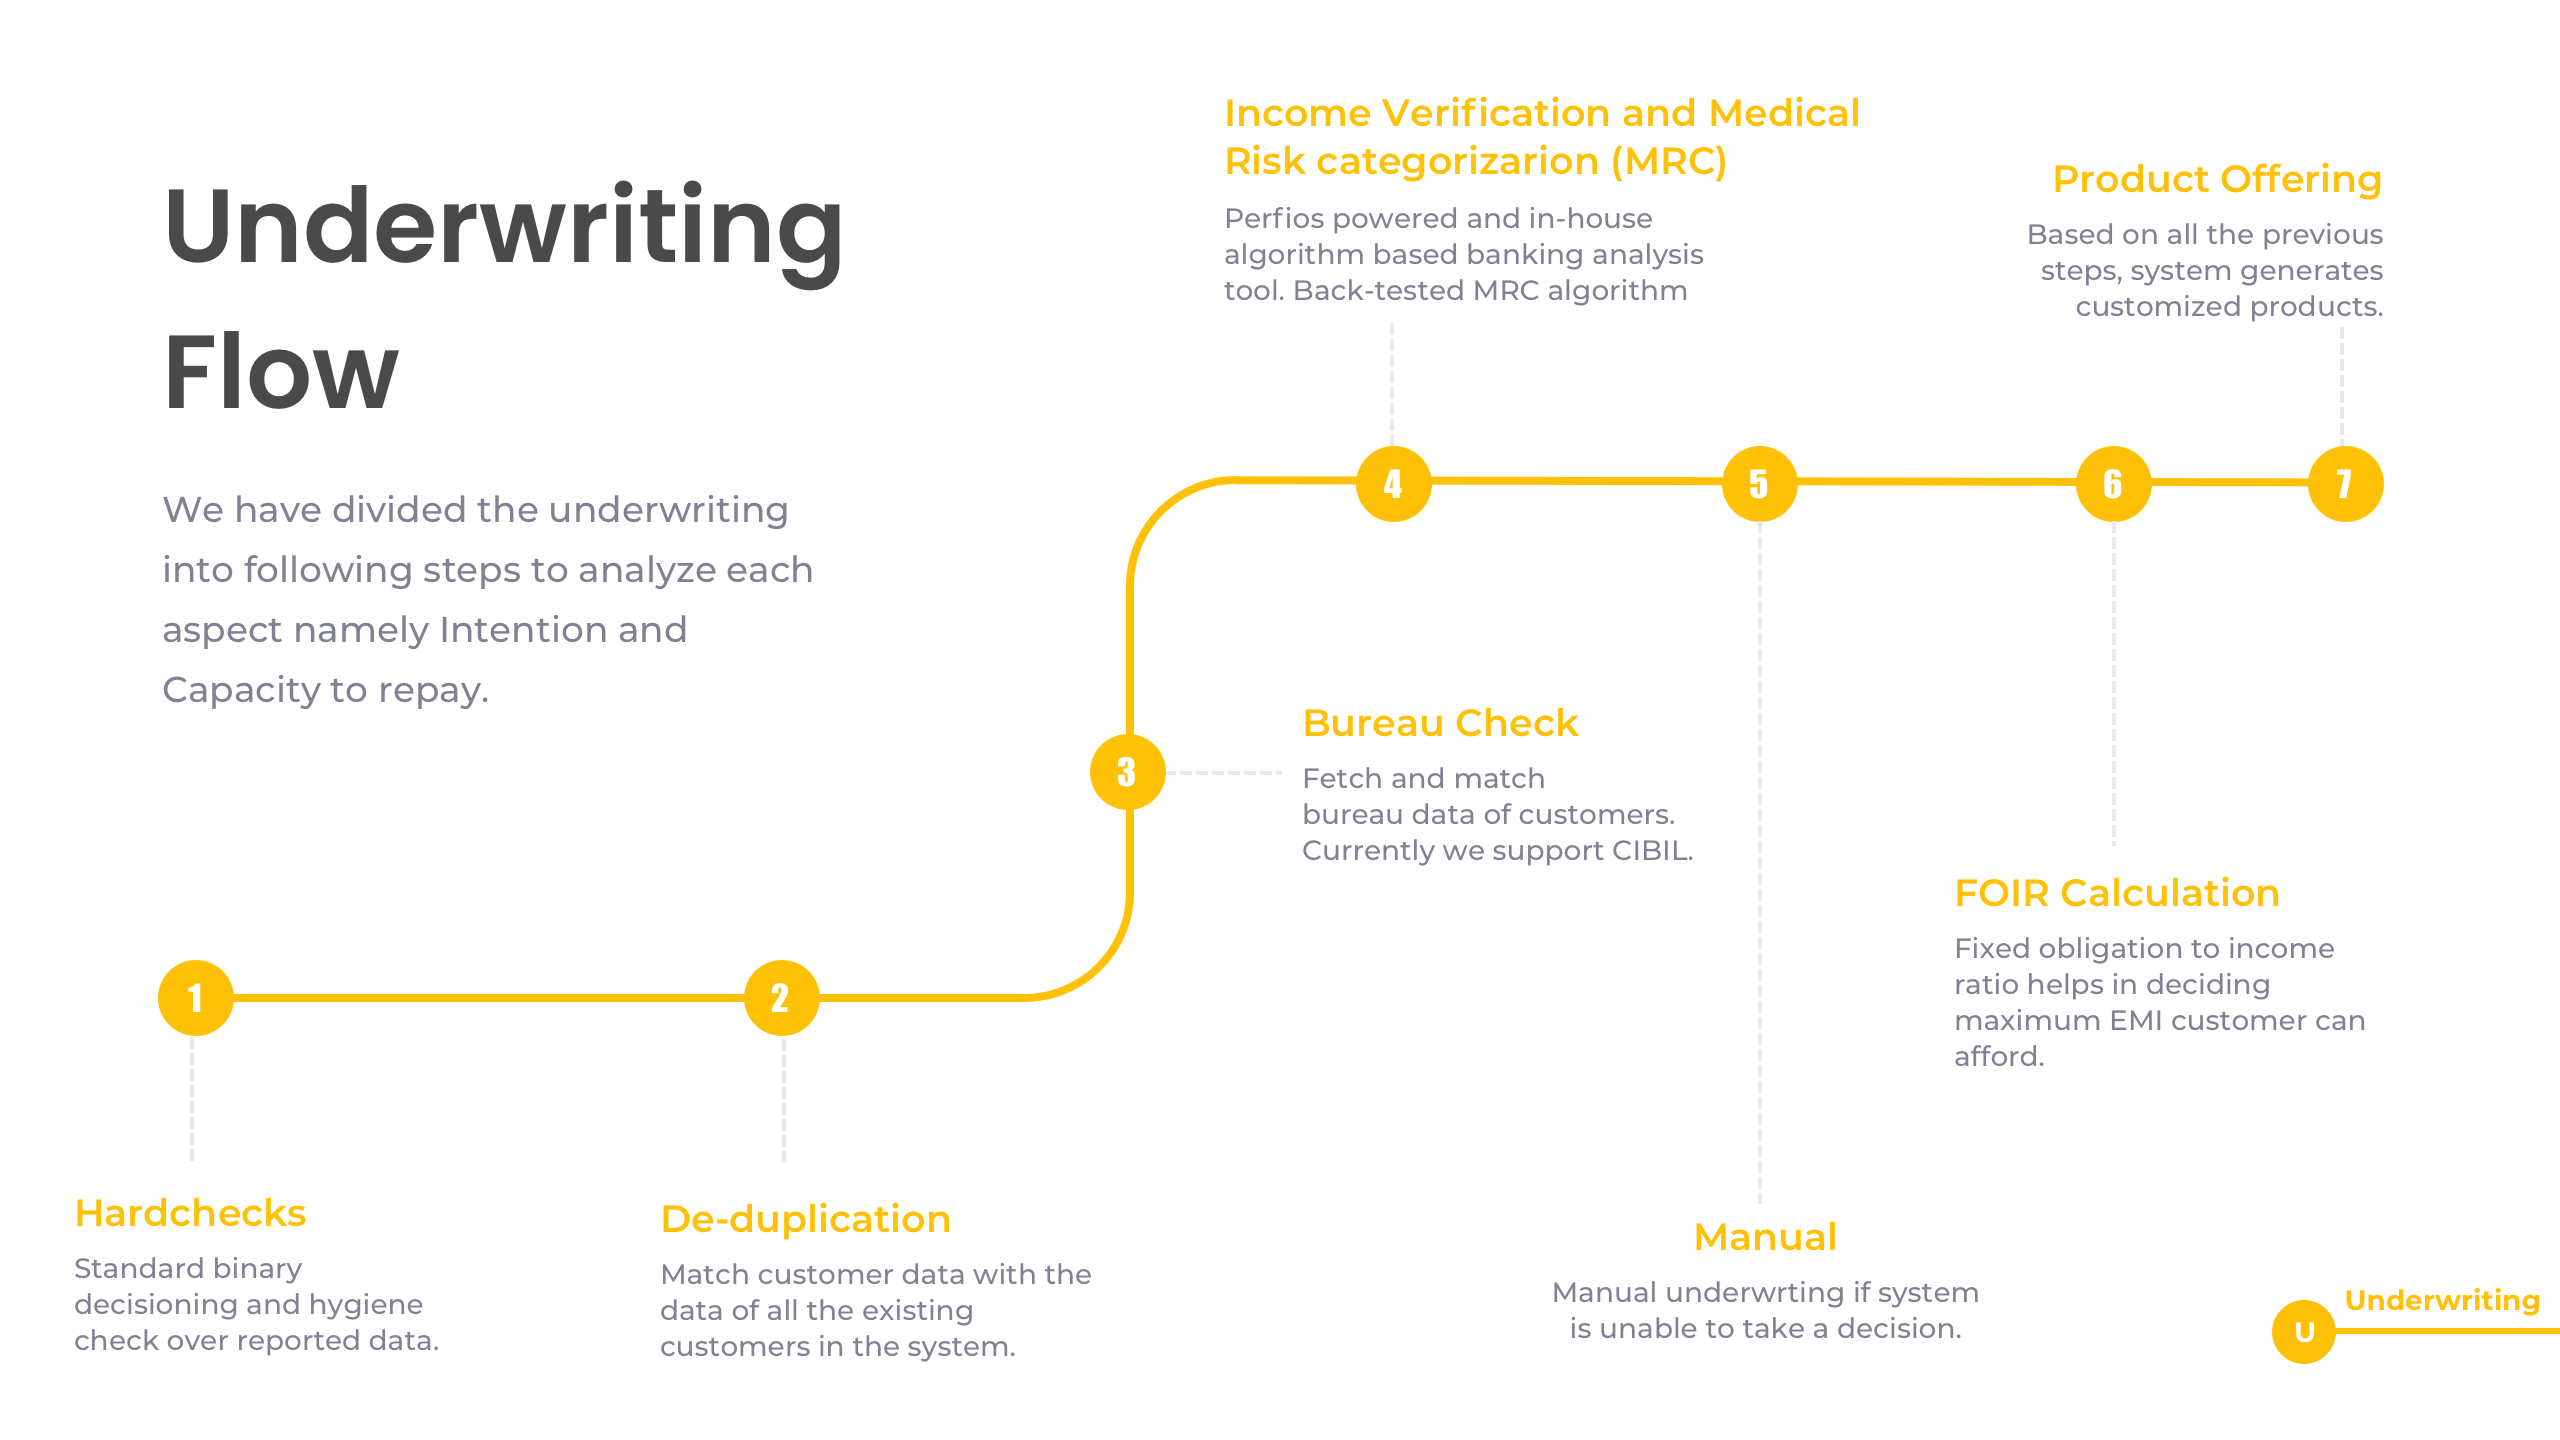 Underwriting
Flow
We have divided the underwriting
into following steps to analyze each
aspect namely Intention and
Capacity to repay.
Income Verification and Medical
Risk categorizarion (MRC)
Perfios powered and in-house
algorithm based banking analysis
tool. Back-tested MRC algorithm
Product Offering
Based on all the previous
steps, system generates
customized products.
4
5
6
7
3
Bureau Check
Fetch and match
bureau data of customers.
Currently we support CIBIL.
FOIR Calculation
Fixed obligation to income
ratio helps in deciding
maximum EMI customer can
afford.
1
2
Hardchecks
Standard binary
decisioning and hygiene
check over reported data.
De-duplication
Match customer data with the
data of all the existing
customers in the system.
Manual
Manual underwrting if system
is unable to take a decision.
U
Underwriting